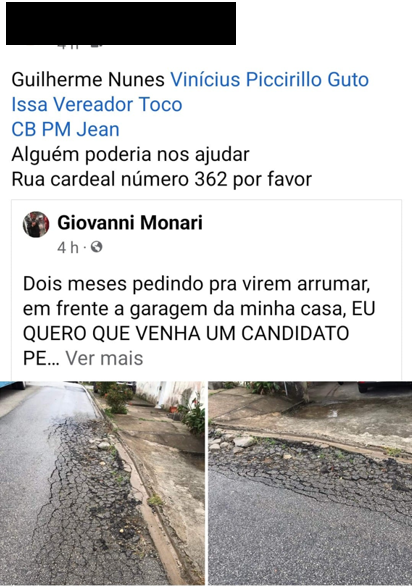 Guilherme Nunes Vinícius Piccirillo Guto
Issa Vereador Toco
CB PM Jean
Alguém poderia nos ajudar
Rua cardeal número 362 por favor
Giovanni Monari
4 h ·
Dois meses pedindo pra virem arrumar,
em frente a garagem da minha casa, EU
QUERO QUE VENHA UM CANDIDATO
PE... Ver mais